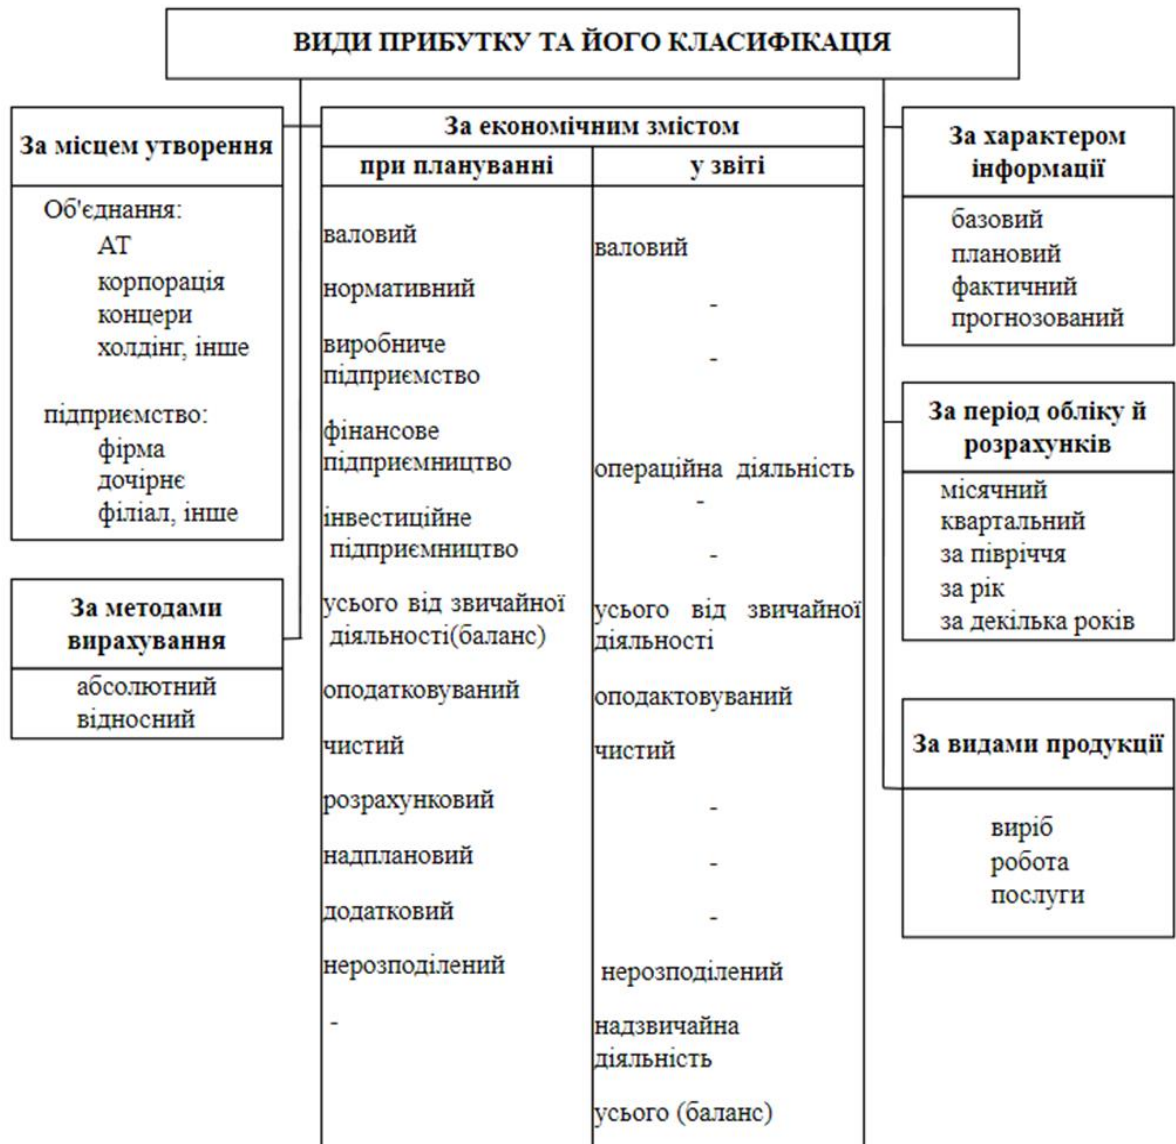 ВИДИ ПРИБУТКУ ТА ЙОГО КЛАСИФІКАЦІЯ
За місцем утворення
Об'єднання:
АТ
корпорація
концери
холдінг, інше
підприємство:
фірма
дочірнє
філіал, інше
За методами
вирахування
абсолютний
відносний
За економічним змістом
при плануванні
валовий
нормативний
виробниче
підприємство
фінансове
підприємництво
інвестиційне
підприємництво
усього від звичайної
діяльності(баланс)
оподатковуваний
чистий
розрахунковий
надплановий
додатковий
нерозподілений
-
у звіті
валовий
-
-
операційна діяльність
-
-
усього від звичайної
діяльності
оподактовуваний
чистий
-
-
-
нерозподілений
надзвичайна
діяльність
усього (баланс)
За характером
інформації
базовий
плановий
фактичний
прогнозований
За період обліку й
розрахунків
місячний
квартальний
за півріччя
за рік
за декілька років
За видами продукції
виріб
робота
послуги